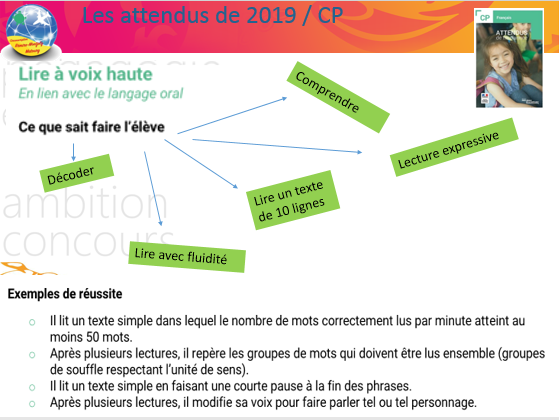 Les attendus de 2019 / CP
CP Français
ATTENDUS
Lire à voix haute
En lien avec le langage oral
Ce que sait faire l'élève
Comprendre
Lecture expressive
Décoder
Lire un texte
de 10 lignes
ambition
concours
Lire avec fluidité
Exemples de réussite
○ Il lit un texte simple dans lequel le nombre de mots correctement lus par minute atteint au
moins 50 mots.
○ Après plusieurs lectures, il repère les groupes de mots qui doivent être lus ensemble (groupes
de souffle respectant l'unité de sens).
○ Il lit un texte simple en faisant une courte pause à la fin des phrases.
○ Après plusieurs lectures, il modifie sa voix pour faire parler tel ou tel personnage.